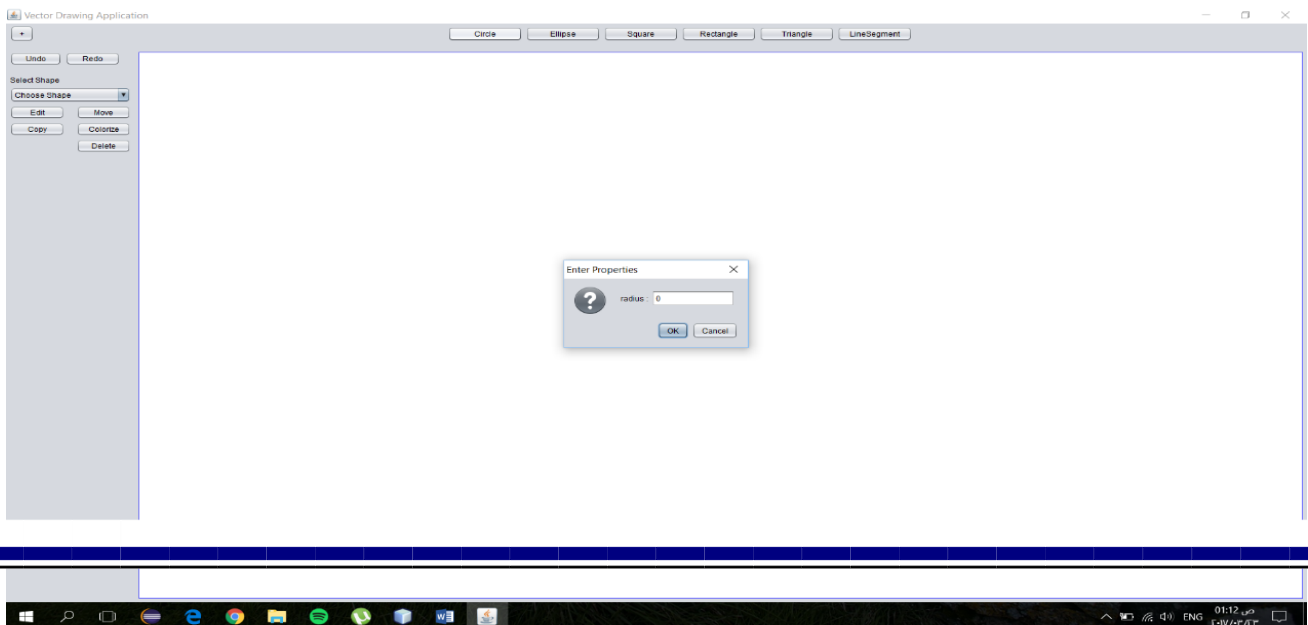 Vector Drawing Application
+
Circle Ellipse Square Rectangle Triangle LineSegment
Undo Redo
Select Shape
Choose Shape
Edit Move
Copy Colorize
Delete
Enter Properties
radius : 0
OK Cancel
ENG 01:12 ص